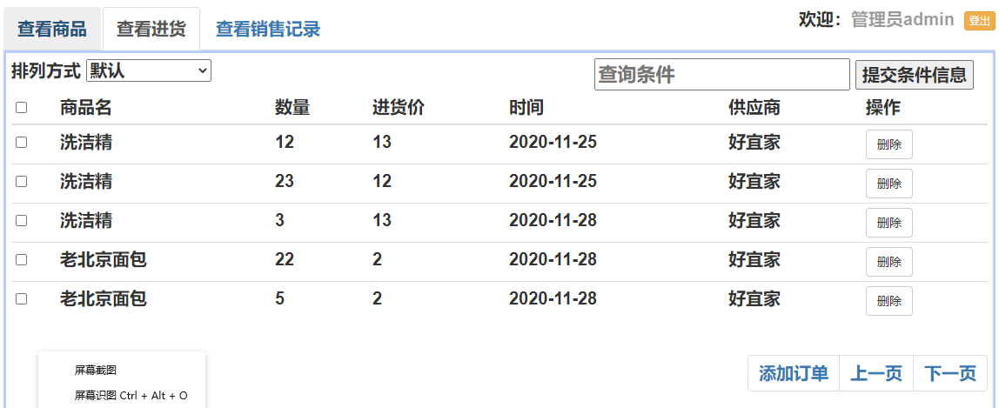 查看商品 查看进货 查看销售记录 欢迎：管理员admin 登出
排列方式 默认 查询条件 提交条件信息
商品名 数量 进货价 时间 供应商 操作
洗洁精 12 13 2020-11-25 好宜家 删除
洗洁精 23 12 2020-11-25 好宜家 删除
洗洁精 3 13 2020-11-28 好宜家 删除
老北京面包 22 2 2020-11-28 好宜家 删除
老北京面包 5 2 2020-11-28 好宜家 删除
添加订单 上一页 下一页
屏幕截图
屏幕识图 Ctrl + Alt + O